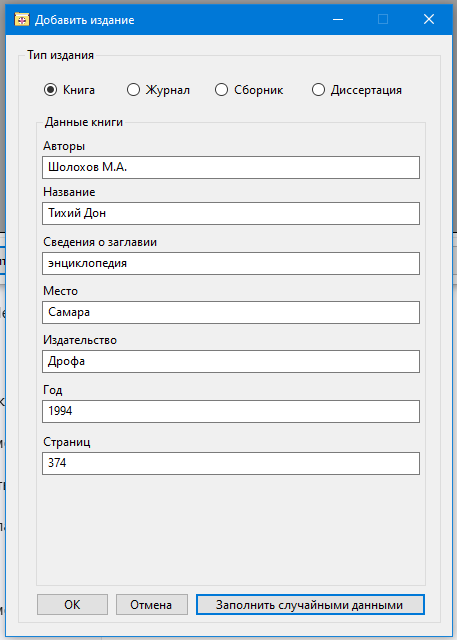 Добавить издание
Тип издания
Книга Журнал Сборник Диссертация
Данные книги
Авторы
Шолохов М.А.
Название
Тихий Дон
Сведения о заглавии
энциклопедия
Место
Самара
Издательство
Дрофа
Год
1994
Страниц
374
ОК Отмена Заполнить случайными данными